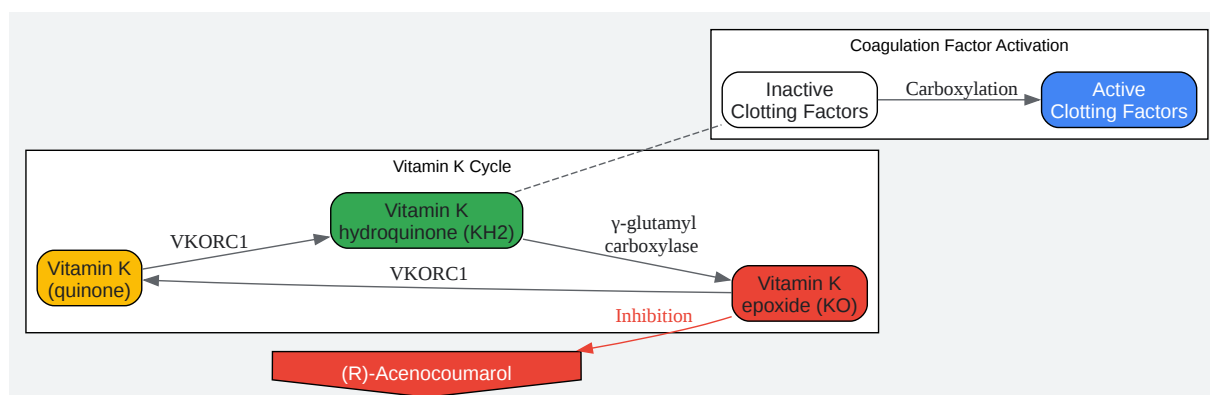 Coagulation Factor Activation
Inactive
Clotting Factors
Carboxylation
Active
Clotting Factors
Vitamin K Cycle
Vitamin K
hydroquinone (KH2)
VKORC1
γ-glutamyl
carboxylase
Vitamin K
(quinone)
VKORC1
Vitamin K
epoxide (KO)
Inhibition
(R)-Acenocoumarol